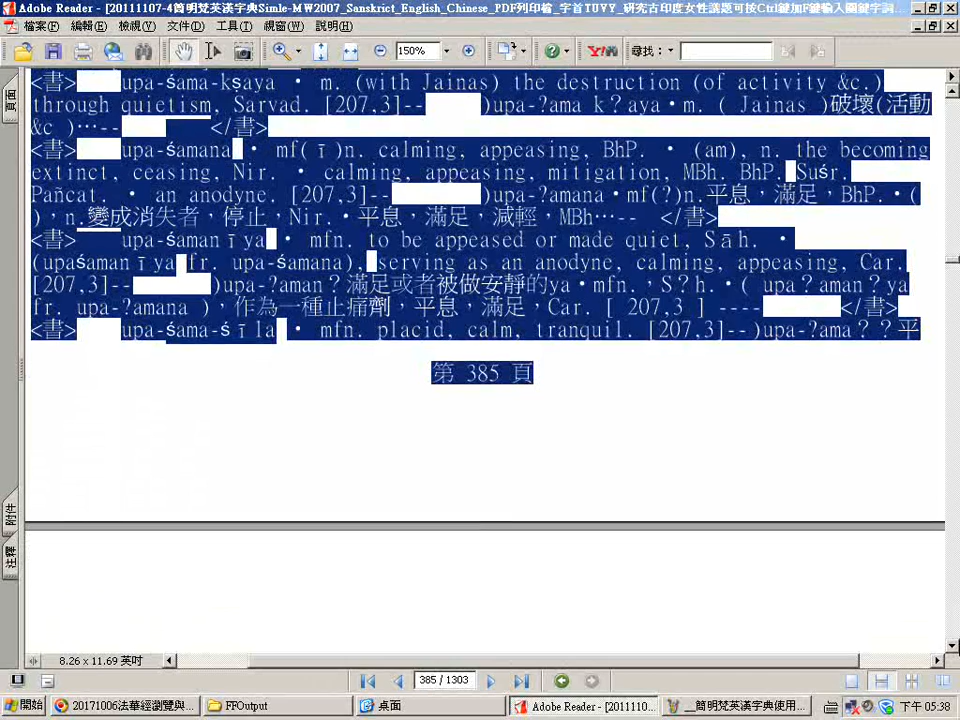 Adobe Reader - [20111107-4簡明梵英漢字典Simle-MW2007_Sanskrict_English_Chinese_PDF列印檔_字首TUVY_研究古印度女性議題可按Ctrl鍵加F鍵輸入關鍵字詞...
檔案(F) 編輯(E) 檢視(V) 文件(D) 工具(T) 視窗(W) 說明(H)
150% 尋找:
頁面
<書> upa-śama-kṣaya · m. (with Jainas) the destruction (of activity &c.)
through quietism, Sarvad. [207,3]-- )upa-?ama k?aya·m. ( Jainas )破壞(活動
&c )…-- </書>
<書> upa-śamana · mf(ī)n. calming, appeasing, BhP. · (am), n. the becoming
extinct, ceasing, Nir. · calming, appeasing, mitigation, MBh. BhP. Suśr.
Pañcat. · an anodyne. [207,3]-- )upa-?amana·mf(?)n.平息，滿足，BhP.·(
)，n.變成消失者，停止，Nir.·平息，滿足，減輕，MBh…-- </書>
<書> upa-śamanīya · mfn. to be appeased or made quiet, Sāh. ·
(upaśamanīya fr. upa-śamana), serving as an anodyne, calming, appeasing, Car.
[207,3]-- )upa-?aman?滿足或者被做安靜的ya·mfn.，S?h.·( upa?aman?ya
fr. upa-?amana )，作為一種止痛劑，平息，滿足，Car. [ 207,3 ] ---- </書>
<書> upa-śama-śīla · mfn. placid, calm, tranquil. [207,3]--)upa-?ama??平
第 385 頁
附件
注釋
8.26 x 11.69 英吋
385 / 1303
開始 20171006法華經瀏覽與... FFOutput 桌面 Adobe Reader - [2011110... __簡明梵英漢字典使用... 下午 05:38